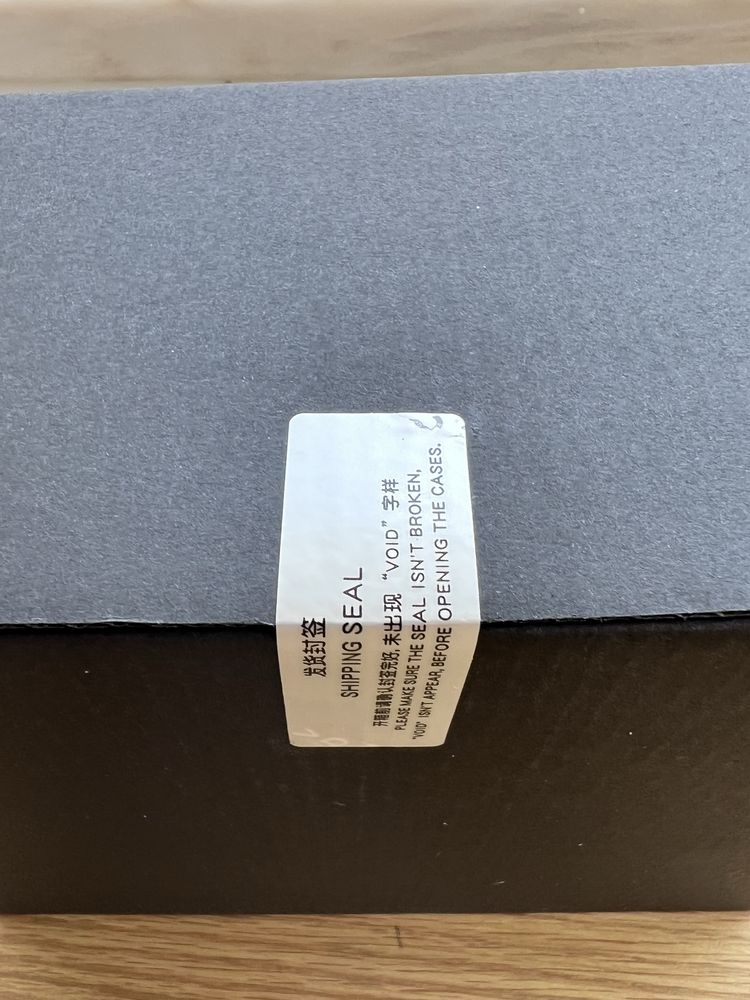 发货封签
SHIPPING SEAL
开箱前请确认封签完好,未出现“VOID”字样
PLEASE MAKE SURE THE SEAL ISN'T BROKEN,
"VOID" ISN'T APPEAR, BEFORE OPENING THE CASES.